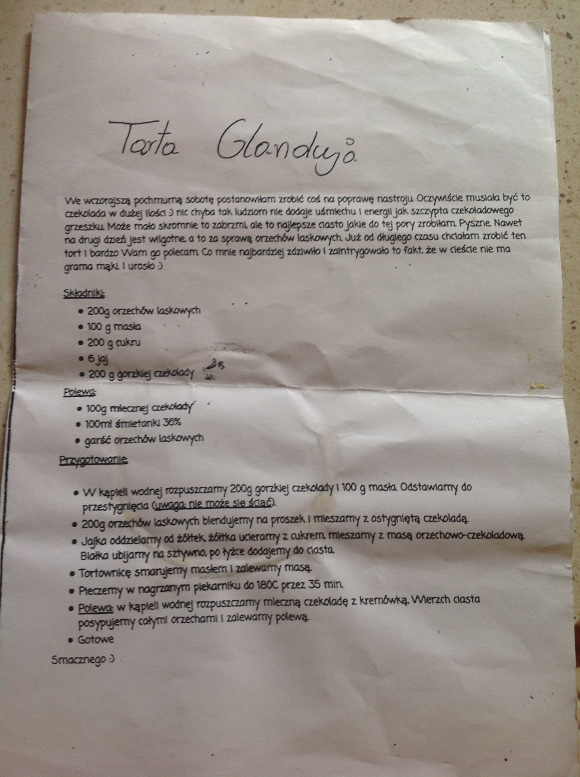 Tarta Glanduja
We wczorajszą pochmurną sobotę postanowiłam zrobić coś na poprawę nastroju. Oczywiście musiała być to
czekolada w dużej ilości :) nic chyba tak ludziom nie dodaje uśmiechu i energii jak szczypta czekoladowego
grzeszku. Może mało skromnie to zabrzmi, ale to najlepsze ciasto jakie do tej pory zrobiłam. Pyszne. Nawet
na drugi dzień jest wilgotne, a to za sprawą orzechów laskowych. Już od długiego czasu chciałam zrobić ten
tort i bardzo Wam go polecam. Co mnie najbardziej zdziwiło i zaintrygowało to fakt, że w cieście nie ma
grama mąki. I urosło :)
Składniki:
• 200g orzechów laskowych
• 100 g masła
• 200 g cukru
• 6 jaj
• 200 g gorzkiej czekolady
Polewa:
• 100g mlecznej czekolady
• 100ml śmietanki 36%
• garść orzechów laskowych
Przygotowanie:
• W kąpieli wodnej rozpuszczamy 200g gorzkiej czekolady i 100 g masła. Odstawiamy do
przestygnięcia (uwaga nie może się ściąć).
• 200g orzechów laskowych blendujemy na proszek i mieszamy z ostygniętą czekoladą.
• Jajka oddzielamy od żółtek, żółtka ucieramy z cukrem, mieszamy z masą orzechowo-czekoladową.
Białka ubijamy na sztywno, po łyżce dodajemy do ciasta.
• Tortownicę smarujemy masłem i zalewamy masą.
• Pieczemy w nagrzanym piekarniku do 180C przez 35 min.
• Polewa: w kąpieli wodnej rozpuszczamy mleczną czekoladę z kremówką. Wierzch ciasta
posypujemy całymi orzechami i zalewamy polewą.
• Gotowe
Smacznego :)